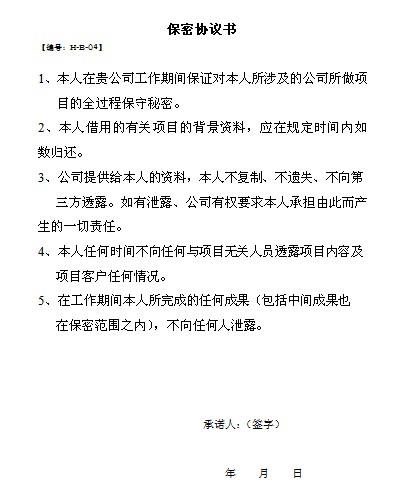 保密协议书
【编号：H-B-04】
1、本人在贵公司工作期间保证对本人所涉及的公司所做项
目的全过程保守秘密。
2、本人借用的有关项目的背景资料，应在规定时间内如
数归还。
3、公司提供给本人的资料，本人不复制、不遗失、不向第
三方透露。如有泄露、公司有权要求本人承担由此而产
生的一切责任。
4、本人任何时间不向任何与项目无关人员透露项目内容及
项目客户任何情况。
5、在工作期间本人所完成的任何成果（包括中间成果也
在保密范围之内），不向任何人泄露。
承诺人：（签字）
年 月 日